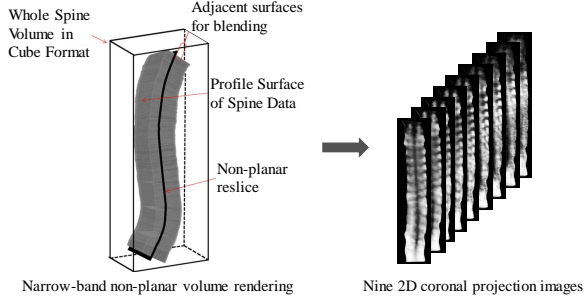 Whole Spine
Volume in
Cube Format
Adjacent surfaces
for blending
Profile Surface
of Spine Data
Non-planar
reslice
Narrow-band non-planar volume rendering
Nine 2D coronal projection images